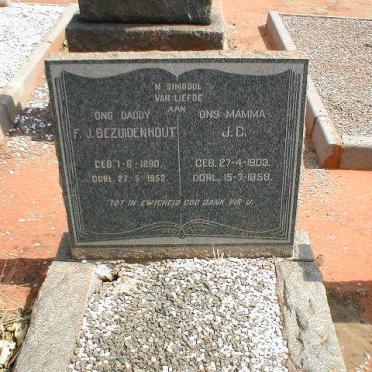 'N SIMBOOL
VAN LIEFDE
AAN
ONS DADDY
F. J. BEZUIDENHOUT
GEB. 1-6-1890.
OORL. 27-5-1952.
ONS MAMMA
J. C.
GEB. 27-4-1903.
OORL. 15-7-1958.
TOT IN EWIGHEID GOD DANK VIR U.